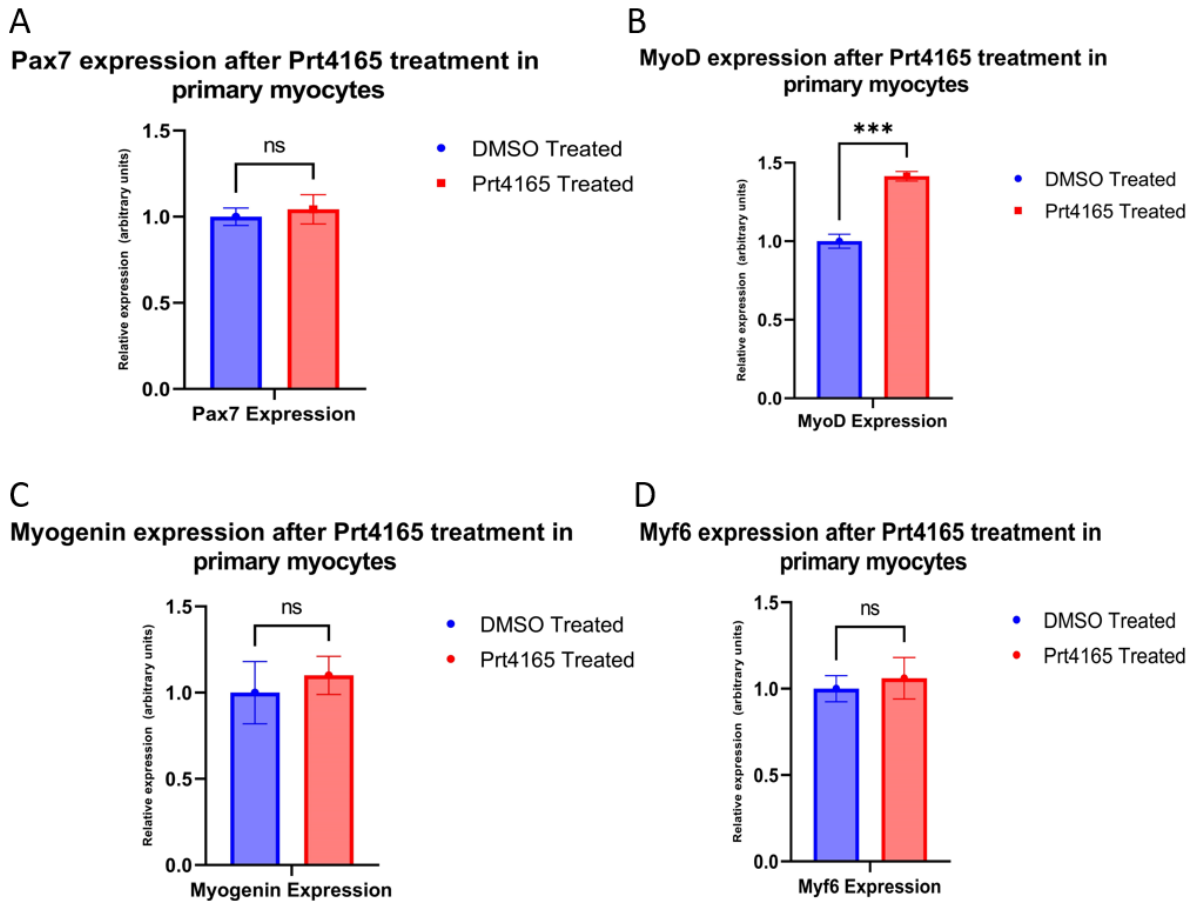 A
Pax7 expression after Prt4165 treatment in
primary myocytes
Relative expression (arbitrary units)
1.5
1.0
0.5
0.0
ns
DMSO Treated
Prt4165 Treated
Pax7 Expression
B
MyoD expression after Prt4165 treatment in
primary myocytes
Relative expression (arbitrary units)
1.5
1.0
0.5
0.0
***
DMSO Treated
Prt4165 Treated
MyoD Expression
C
Myogenin expression after Prt4165 treatment in
primary myocytes
Relative expression (arbitrary units)
1.5
1.0
0.5
0.0
ns
DMSO Treated
Prt4165 Treated
Myogenin Expression
D
Myf6 expression after Prt4165 treatment in
primary myocytes
Relative expression (arbitrary units)
1.5
1.0
0.5
0.0
ns
DMSO Treated
Prt4165 Treated
Myf6 Expression